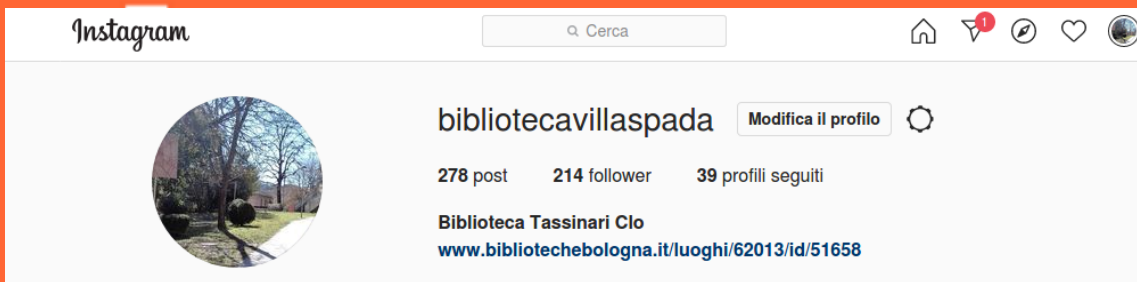 Instagram
Cerca
1
bibliotecavillaspada Modifica il profilo
278 post 214 follower 39 profili seguiti
Biblioteca Tassinari Clo
www.bibliotechebologna.it/luoghi/62013/id/51658